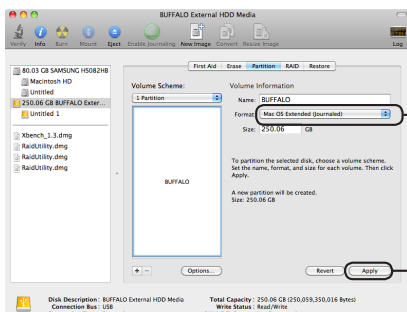 BUFFALO External HDD Media
Verify Info Burn Mount Eject Enable Journaling New Image Convert Resize Image Log
80.03 GB SAMSUNG HS082HB
Macintosh HD
Untitled
250.06 GB BUFFALO Exter...
Untitled 1
Xbench_1.3.dmg
RaidUtility.dmg
RaidUtility.dmg
RaidUtility.dmg
First Aid Erase Partition RAID Restore
Volume Scheme:
1 Partition
BUFFALO
+ - Options...
Volume Information
Name: BUFFALO
Format: Mac OS Extended (Journaled)
Size: 250.06 GB
To partition the selected disk, choose a volume scheme.
Set the name, format, and size for each volume. Then click
Apply.
A new partition will be created.
Size: 250.06 GB
Revert Apply
Disk Description : BUFFALO External HDD Media Total Capacity : 250.06 GB (250,059,350,016 Bytes)
Connection Bus : USB Write Status : Read/Write